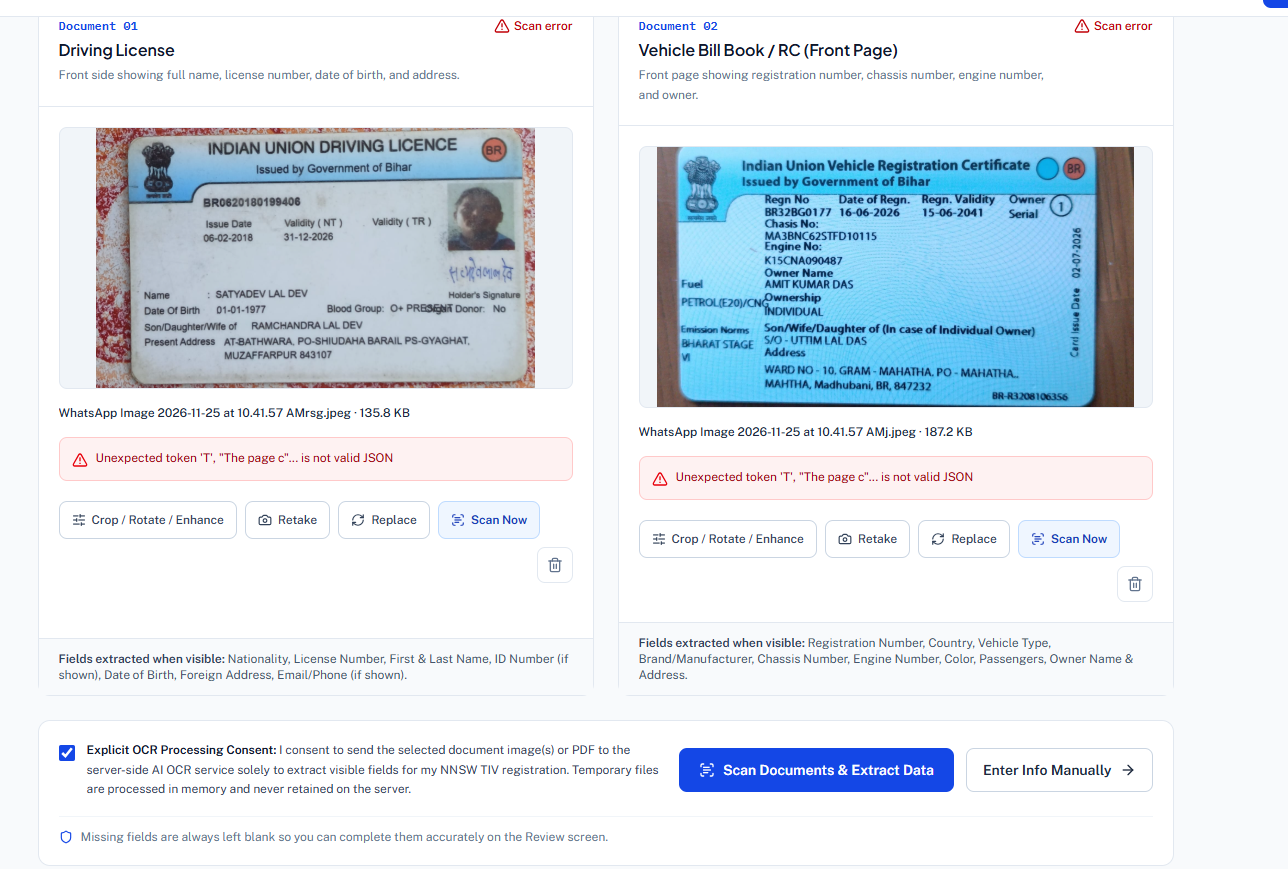 Document 01
Scan error
Driving License
Front side showing full name, license number, date of birth, and address.
INDIAN UNION DRIVING LICENCE
BR
Issued by Government of Bihar
BR0620180199406
Issue Date Validity ( NT ) Validity ( TR )
06-02-2018 31-12-2026
Holder's Signature
Name : SATYADEV LAL DEV
Date Of Birth 01-01-1977 Blood Group: O+ Donor: No
Son/Daughter/Wife of RAMCHANDRA LAL DEV
Present Address AT-BATHWARA, PO-SHIUDAHA BARAIL PS-GYAGHAT,
MUZAFFARPUR 843107
WhatsApp Image 2026-11-25 at 10.41.57 AMrsg.jpeg · 135.8 KB
Unexpected token 'T', "The page c"... is not valid JSON
Crop / Rotate / Enhance
Retake
Replace
Scan Now
Fields extracted when visible: Nationality, License Number, First & Last Name, ID Number (if
shown), Date of Birth, Foreign Address, Email/Phone (if shown).
Document 02
Scan error
Vehicle Bill Book / RC (Front Page)
Front page showing registration number, chassis number, engine number,
and owner.
Indian Union Vehicle Registration Certificate
BR
Issued by Government of Bihar
Regn No Date of Regn. Regn. Validity Owner
BR32BG0177 16-06-2026 15-06-2041 Serial 1
Chasis No:
MA3BNC62STFD10115
Engine No:
K15CNA090487
Owner Name
Fuel AMIT KUMAR DAS
Ownership
PETROL(E20)/CNG INDIVIDUAL
Emission Norms Son/Wife/Daughter of (In case of Individual Owner)
BHARAT STAGE S/O - UTTIM LAL DAS
VI Address
WARD NO - 10, GRAM - MAHATHA, PO - MAHATHA,,
MAHTHA, Madhubani, BR, 847232
BR-R3208106356
Card Issue Date 02-07-2026
WhatsApp Image 2026-11-25 at 10.41.57 AMj.jpeg · 187.2 KB
Unexpected token 'T', "The page c"... is not valid JSON
Crop / Rotate / Enhance
Retake
Replace
Scan Now
Fields extracted when visible: Registration Number, Country, Vehicle Type,
Brand/Manufacturer, Chassis Number, Engine Number, Color, Passengers, Owner Name &
Address.
Explicit OCR Processing Consent: I consent to send the selected document image(s) or PDF to the
server-side AI OCR service solely to extract visible fields for my NNSW TIV registration. Temporary files
are processed in memory and never retained on the server.
Scan Documents & Extract Data
Enter Info Manually
Missing fields are always left blank so you can complete them accurately on the Review screen.